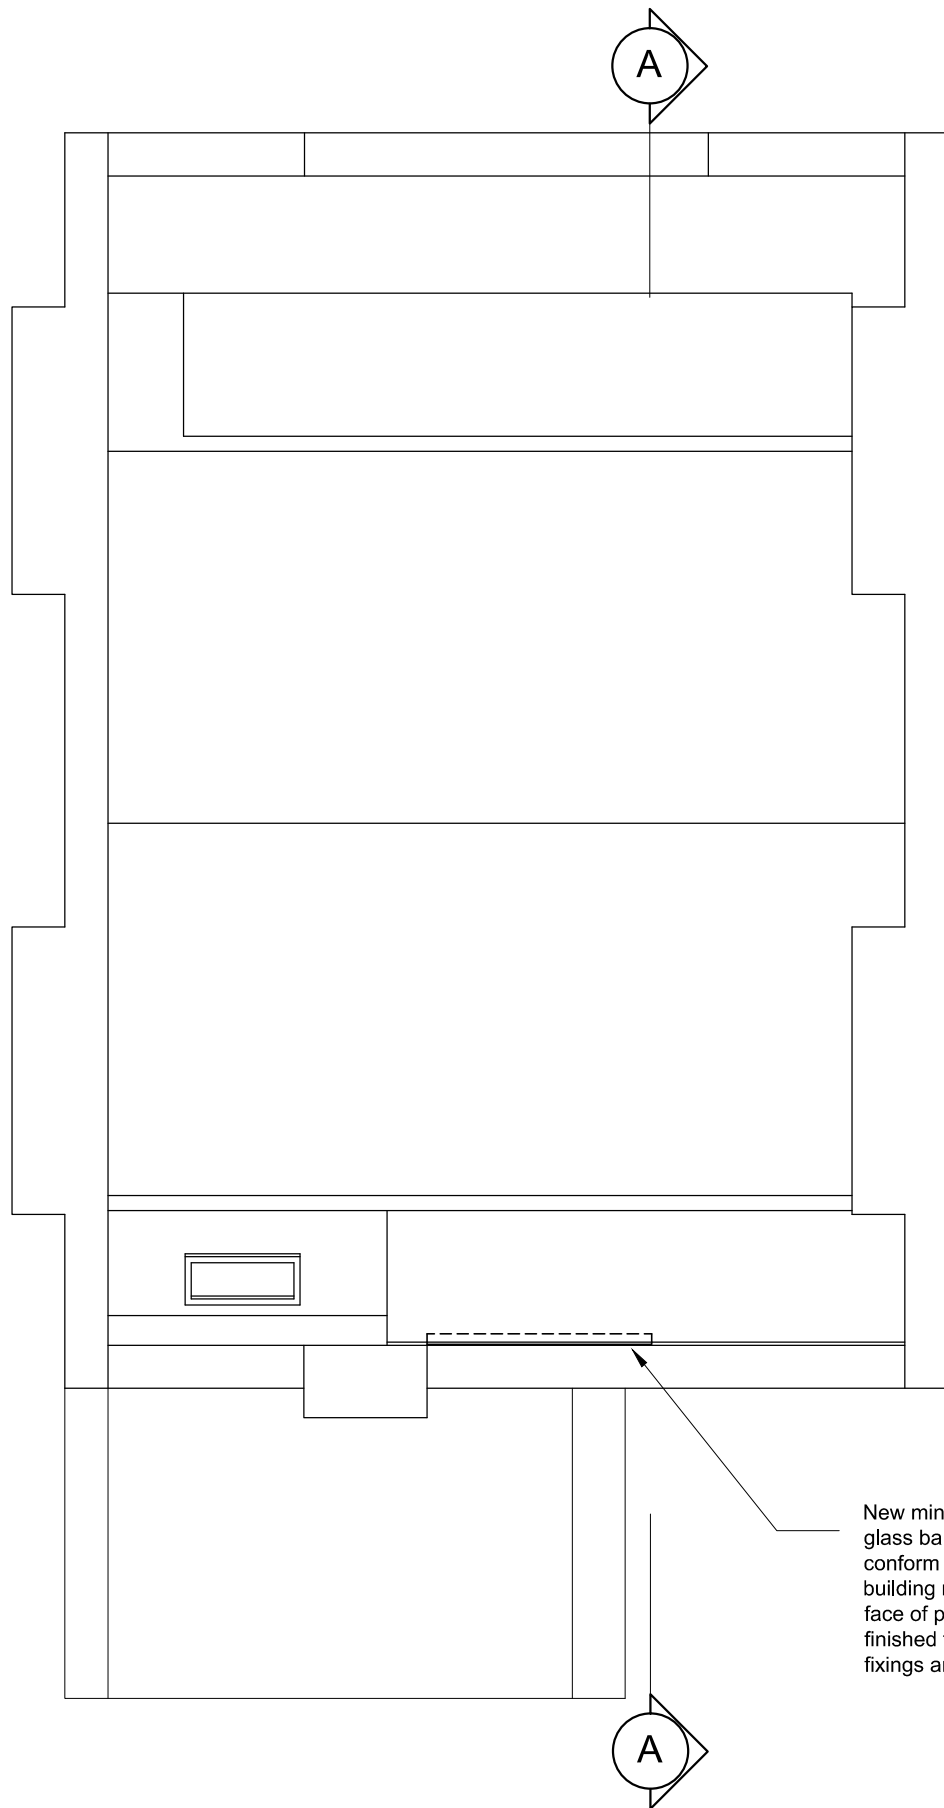 A
New min
glass ba
conform
building
face of p
finished
fixings
A